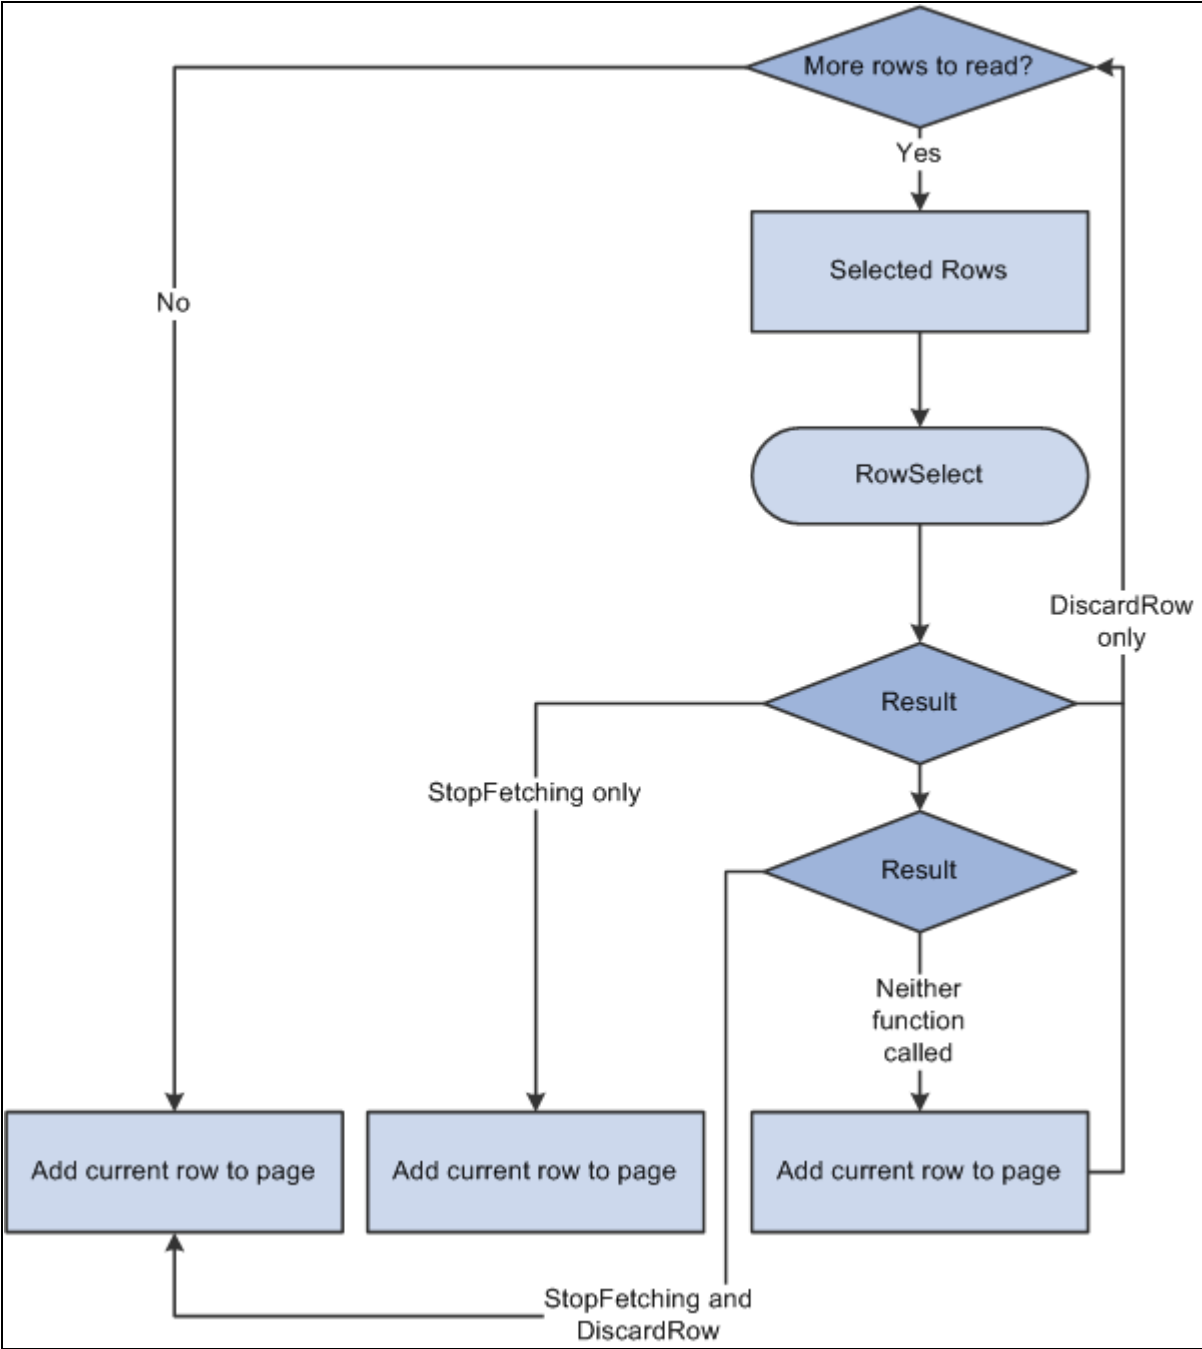 More rows to read?
Yes
Selected Rows
No
RowSelect
DiscardRow
only
Result
StopFetching only
Result
Neither
function
called
Add current row to page
Add current row to page
Add current row to page
StopFetching and
DiscardRow